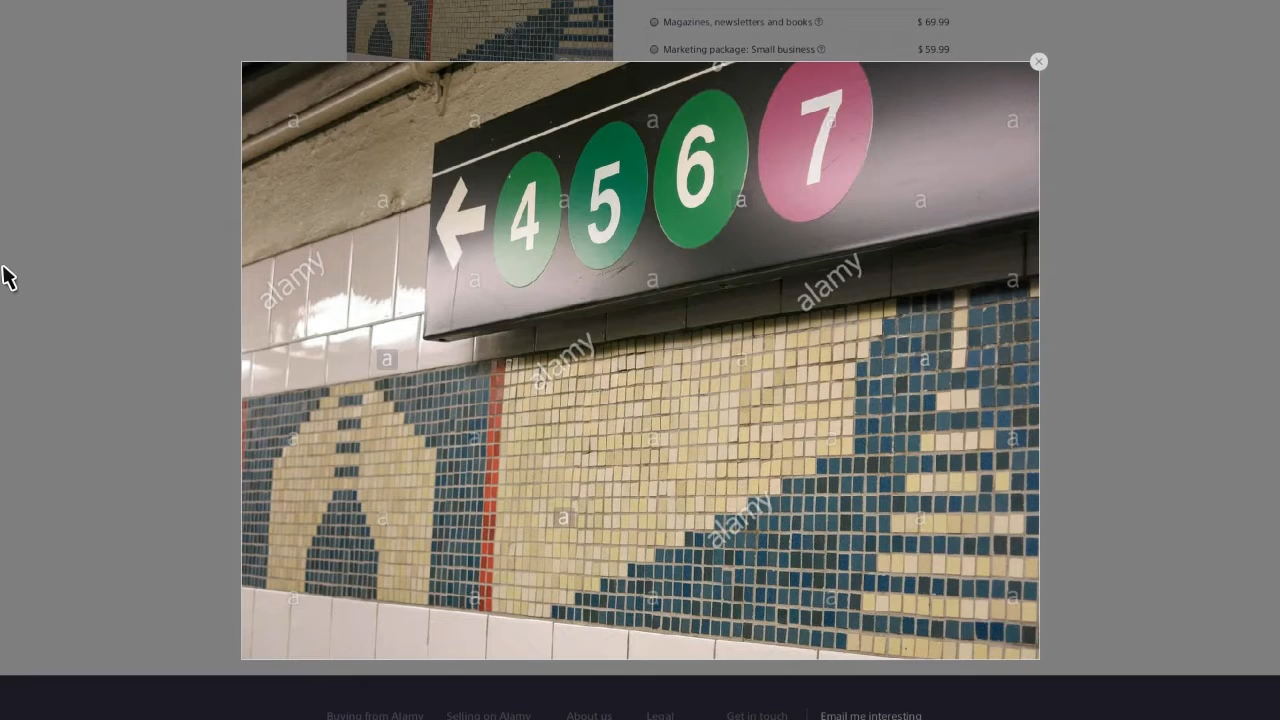 Magazines, newsletters and books $ 69.99
Marketing package: Small business $ 59.99
4 5 6 7
a a a a a
a a a a
alamy alamy
a a a
alamy
a a a
a a a a a
a a a
alamy
a a a a a
Buying from Alamy Selling on Alamy About us Legal Get in touch Email me interesting